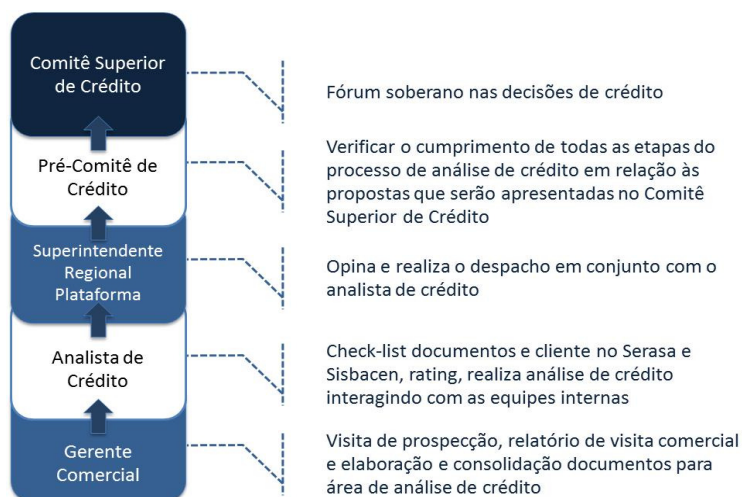 Comitê Superior
de Crédito
Fórum soberano nas decisões de crédito
Pré-Comitê de
Crédito
Verificar o cumprimento de todas as etapas do
processo de análise de crédito em relação às
propostas que serão apresentadas no Comitê
Superior de Crédito
Superintendente
Regional
Plataforma
Opina e realiza o despacho em conjunto com o
analista de crédito
Analista de
Crédito
Check-list documentos e cliente no Serasa e
Sisbacen, rating, realiza análise de crédito
interagindo com as equipes internas
Gerente
Comercial
Visita de prospecção, relatório de visita comercial
e elaboração e consolidação documentos para
área de análise de crédito